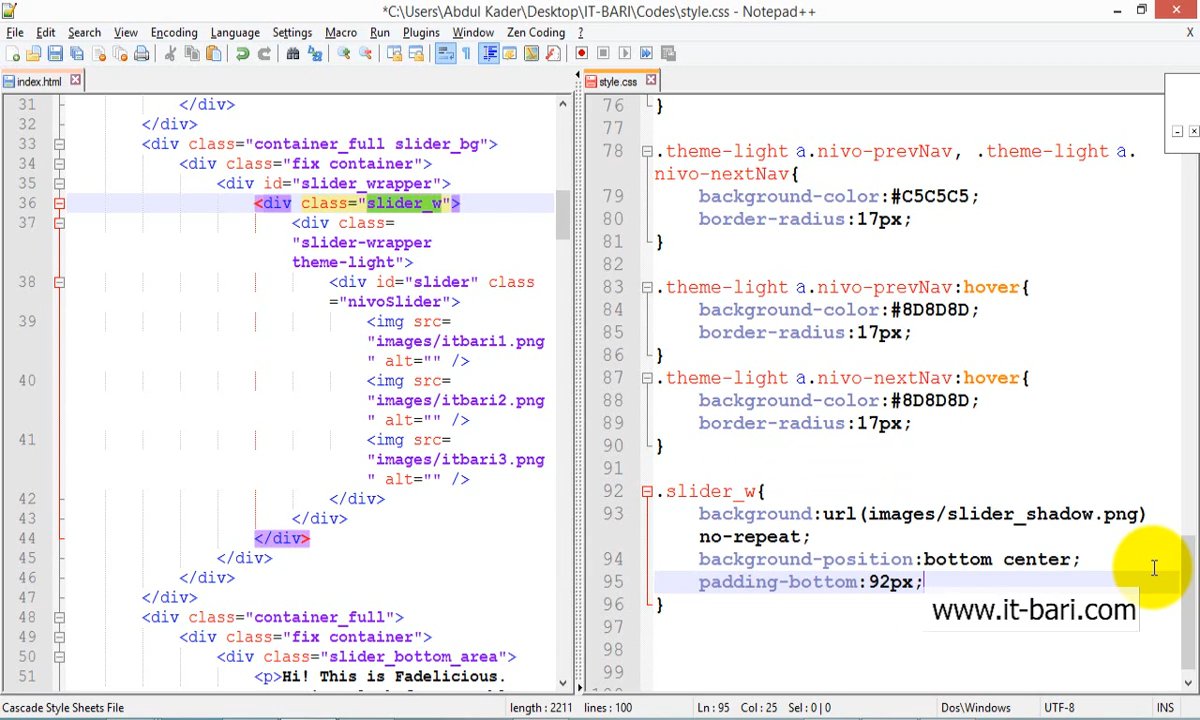 *C:\Users\Abdul Kader\Desktop\IT-BARI\Codes\style.css - Notepad++
File Edit Search View Encoding Language Settings Macro Run Plugins Window Zen Coding ? X
index.html
31 </div>
32 </div>
33 <div class="container_full slider_bg">
34 <div class="fix container">
35 <div id="slider_wrapper">
36 <div class="slider_w">
37 <div class=
"slider-wrapper
theme-light">
38 <div id="slider" class
="nivoSlider">
39 <img src=
"images/itbari1.png
" alt="" />
40 <img src=
"images/itbari2.png
" alt="" />
41 <img src=
"images/itbari3.png
" alt="" />
42 </div>
43 </div>
44 </div>
45 </div>
46 </div>
47 </div>
48 <div class="container_full">
49 <div class="fix container">
50 <div class="slider_bottom_area">
51 <p>Hi! This is Fadelicious.
style.css
76 }
77
78 .theme-light a.nivo-prevNav, .theme-light a.
nivo-nextNav{
79 background-color:#C5C5C5;
80 border-radius:17px;
81 }
82
83 .theme-light a.nivo-prevNav:hover{
84 background-color:#8D8D8D;
85 border-radius:17px;
86 }
87 .theme-light a.nivo-nextNav:hover{
88 background-color:#8D8D8D;
89 border-radius:17px;
90 }
91
92 .slider_w{
93 background:url(images/slider_shadow.png)
no-repeat;
94 background-position:bottom center;
95 padding-bottom:92px;
96 }
97
98
99
www.it-bari.com
Cascade Style Sheets File length : 2211 lines : 100 Ln : 95 Col : 25 Sel : 0 | 0 Dos\Windows UTF-8 INS